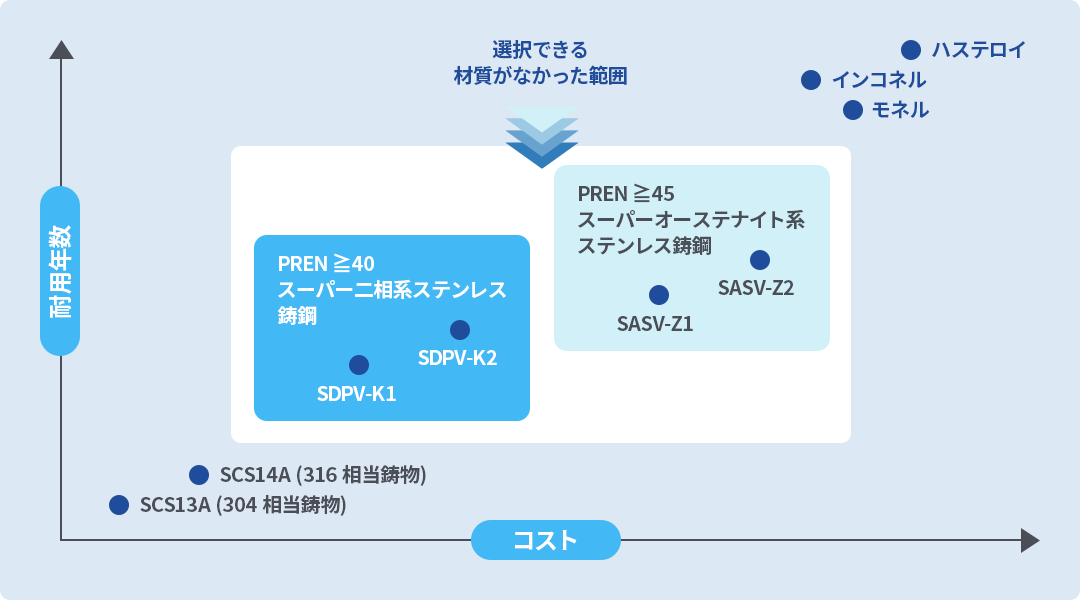 選択できる
材質がなかった範囲
ハステロイ
インコネル
モネル
耐用年数
PREN ≧40
スーパー二相系ステンレス
鋳鋼
SDPV-K2
SDPV-K1
PREN ≧45
スーパーオーステナイト系
ステンレス鋳鋼
SASV-Z2
SASV-Z1
SCS14A (316 相当鋳物)
SCS13A (304 相当鋳物)
コスト